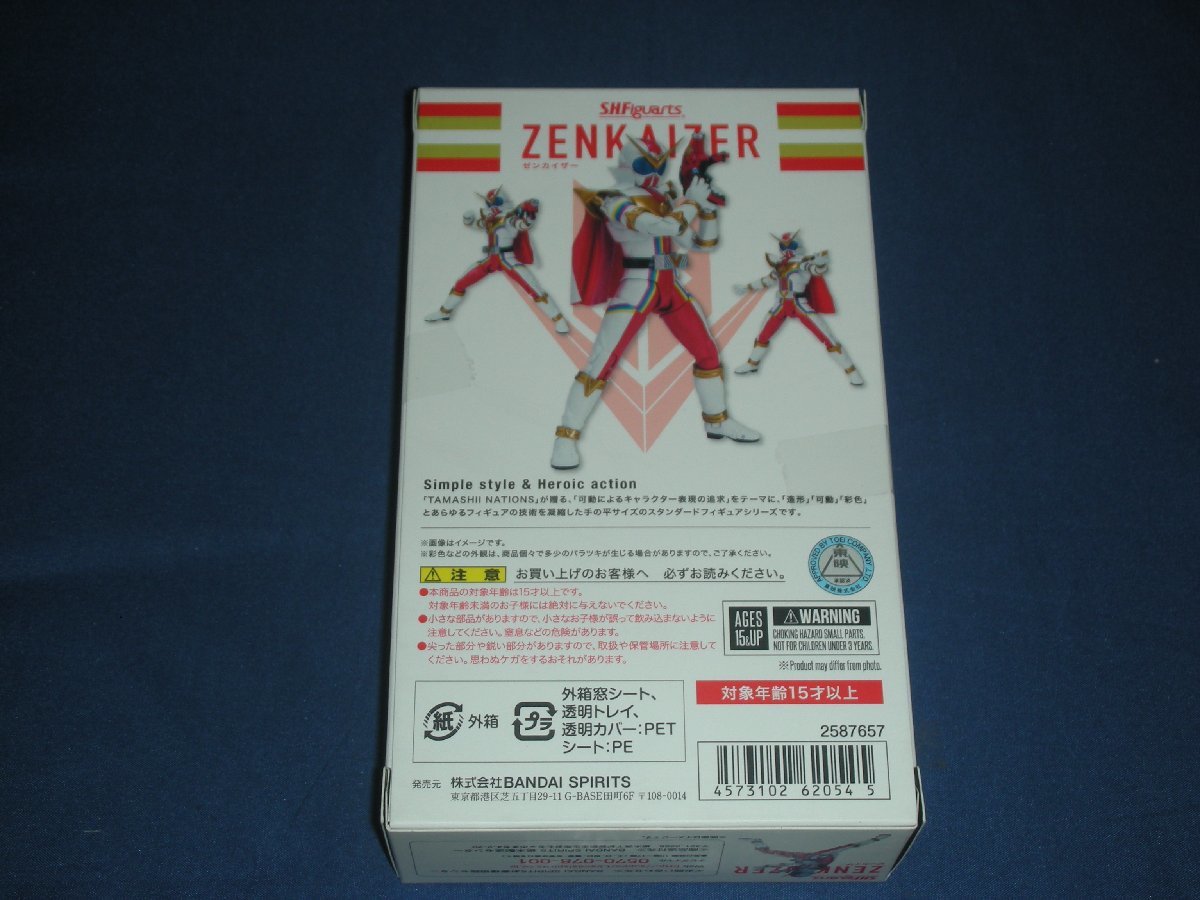 S.H.Figuarts
ZENKAIZER
ゼンカイザー
Simple style & Heroic action
「TAMASHII NATIONS」が贈る、「可動によるキャラクター表現の追求」をテーマに、「造形」「可動」「彩色」
とあらゆるフィギュアの技術を凝縮した手の平サイズのスタンダードフィギュアシリーズです。
※画像はイメージです。
※彩色などの外観は、商品個々で多少のバラツキが生じる場合がありますので、ご了承ください。
注意 お買い上げのお客様へ 必ずお読みください。
●本商品の対象年齢は15才以上です。
対象年齢未満のお子様には絶対に与えないでください。
●小さな部品がありますので、小さなお子様が誤って飲み込まないように
注意してください。窒息などの危険があります。
●尖った部分や鋭い部分がありますので、取扱や保管場所に注意して
ください。思わぬケガをするおそれがあります。
APPROVED BY TOEI COMPANY LTD
東映
東映株式会社
AGES
15&UP
WARNING
CHOKING HAZARD SMALL PARTS.
NOT FOR CHILDREN UNDER 3 YEARS.
※Product may differ from photo.
対象年齢15才以上
紙 外箱
プラ
外箱窓シート、
透明トレイ、
透明カバー:PET
シート:PE
2587657
4573102 62054 5
発売元 株式会社BANDAI SPIRITS
東京都港区芝五丁目29-11 G-BASE田町6F 〒108-0014
ZENKAIZER
0570-078-001